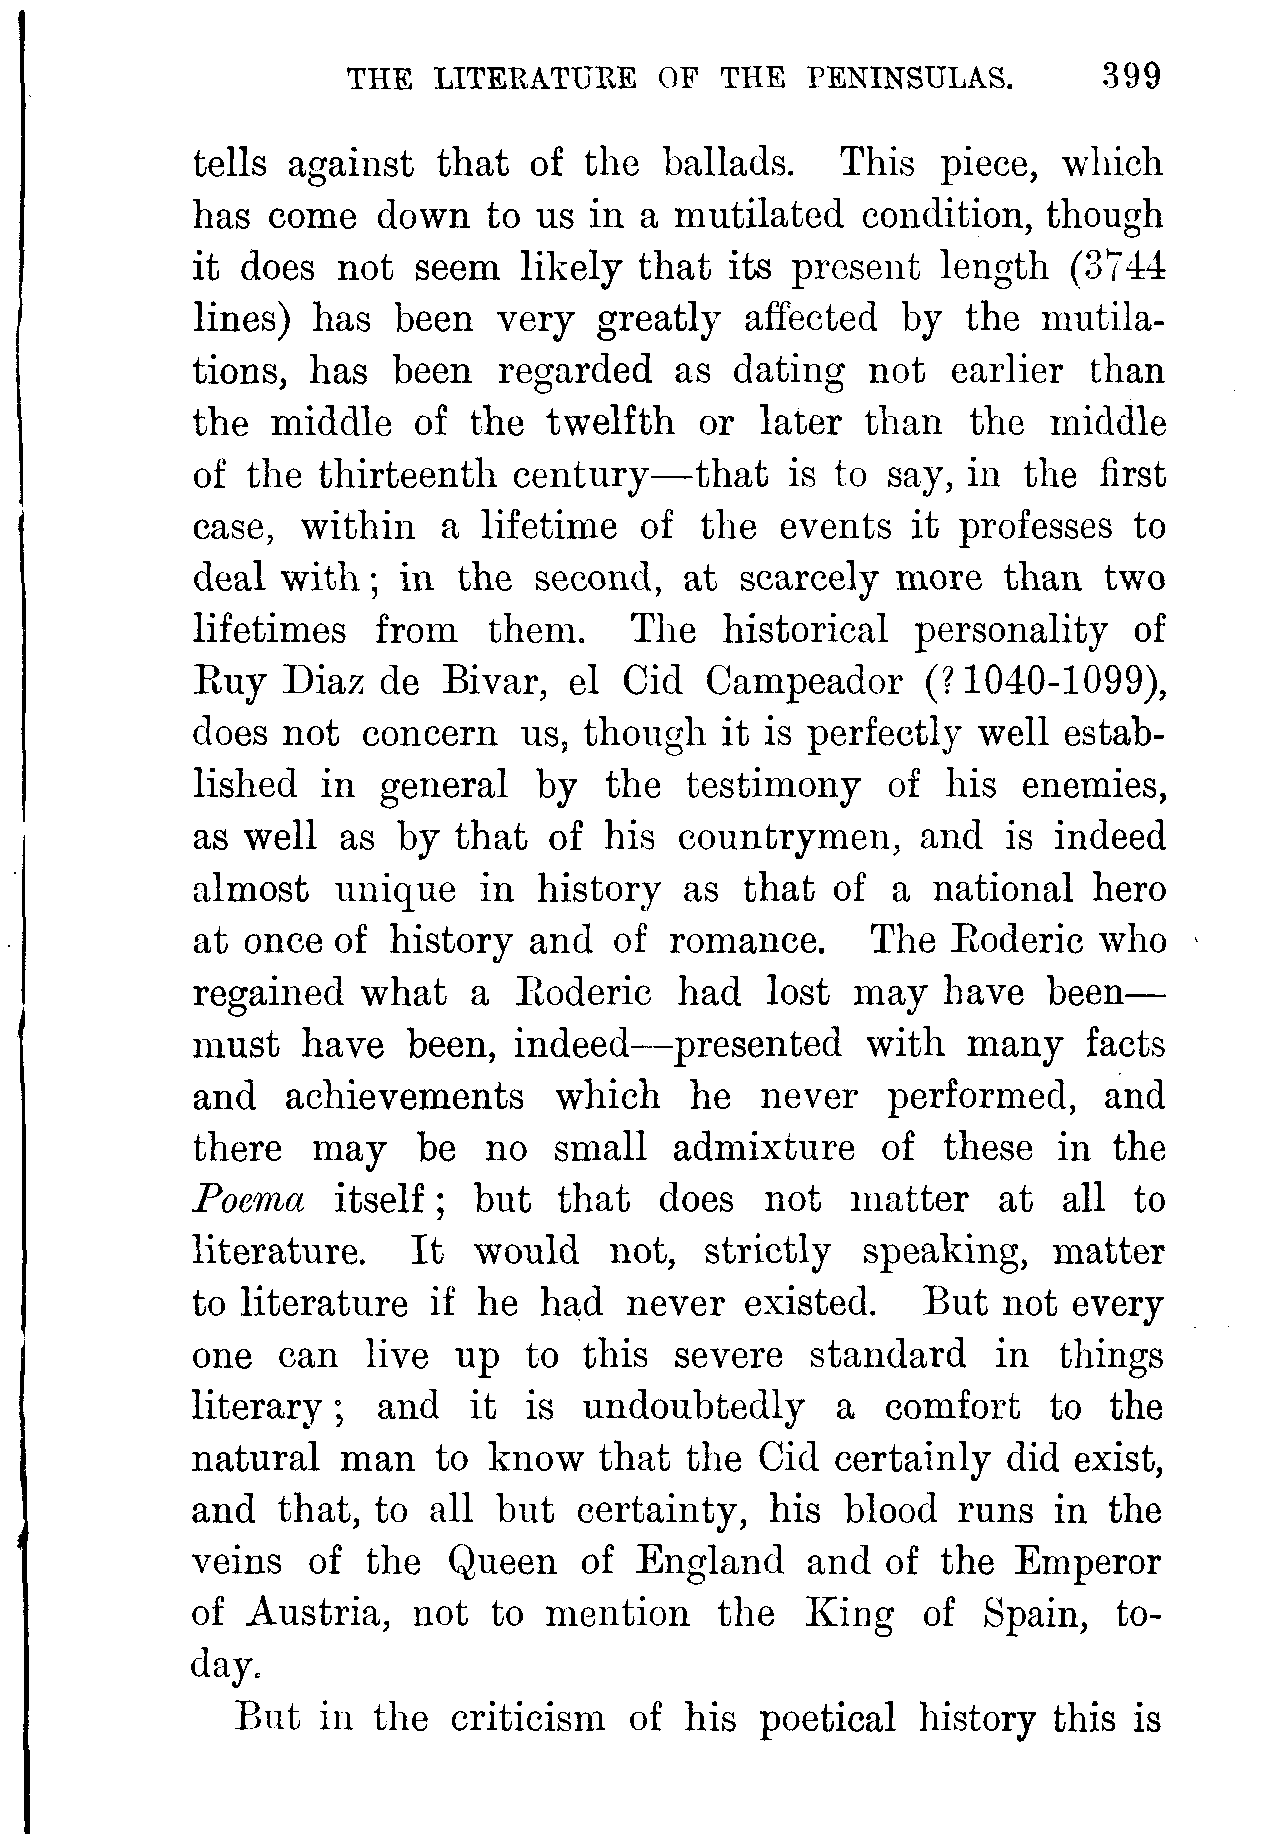 THE LITERATURE OF THE PENINSULAS. 399
tells against that of the ballads. This piece, which
has come down to us in a mutilated condition, though
it does not seem likely that its present length (3744
lines) has been very greatly affected by the mutila-
tions, has been regarded as dating not earlier than
the middle of the twelfth or later than the middle
of the thirteenth century—that is to say, in the first
case, within a lifetime of the events it professes to
deal with; in the second, at scarcely more than two
lifetimes from them. The historical personality of
Ruy Diaz de Bivar, el Cid Campeador (? 1040-1099),
does not concern us, though it is perfectly well estab-
lished in general by the testimony of his enemies,
as well as by that of his countrymen, and is indeed
almost unique in history as that of a national hero
at once of history and of romance. The Roderic who
regained what a Roderic had lost may have been—
must have been, indeed—presented with many facts
and achievements which he never performed, and
there may be no small admixture of these in the
Poema itself; but that does not matter at all to
literature. It would not, strictly speaking, matter
to literature if he had never existed. But not every
one can live up to this severe standard in things
literary; and it is undoubtedly a comfort to the
natural man to know that the Cid certainly did exist,
and that, to all but certainty, his blood runs in the
veins of the Queen of England and of the Emperor
of Austria, not to mention the King of Spain, to-
day.
But in the criticism of his poetical history this is